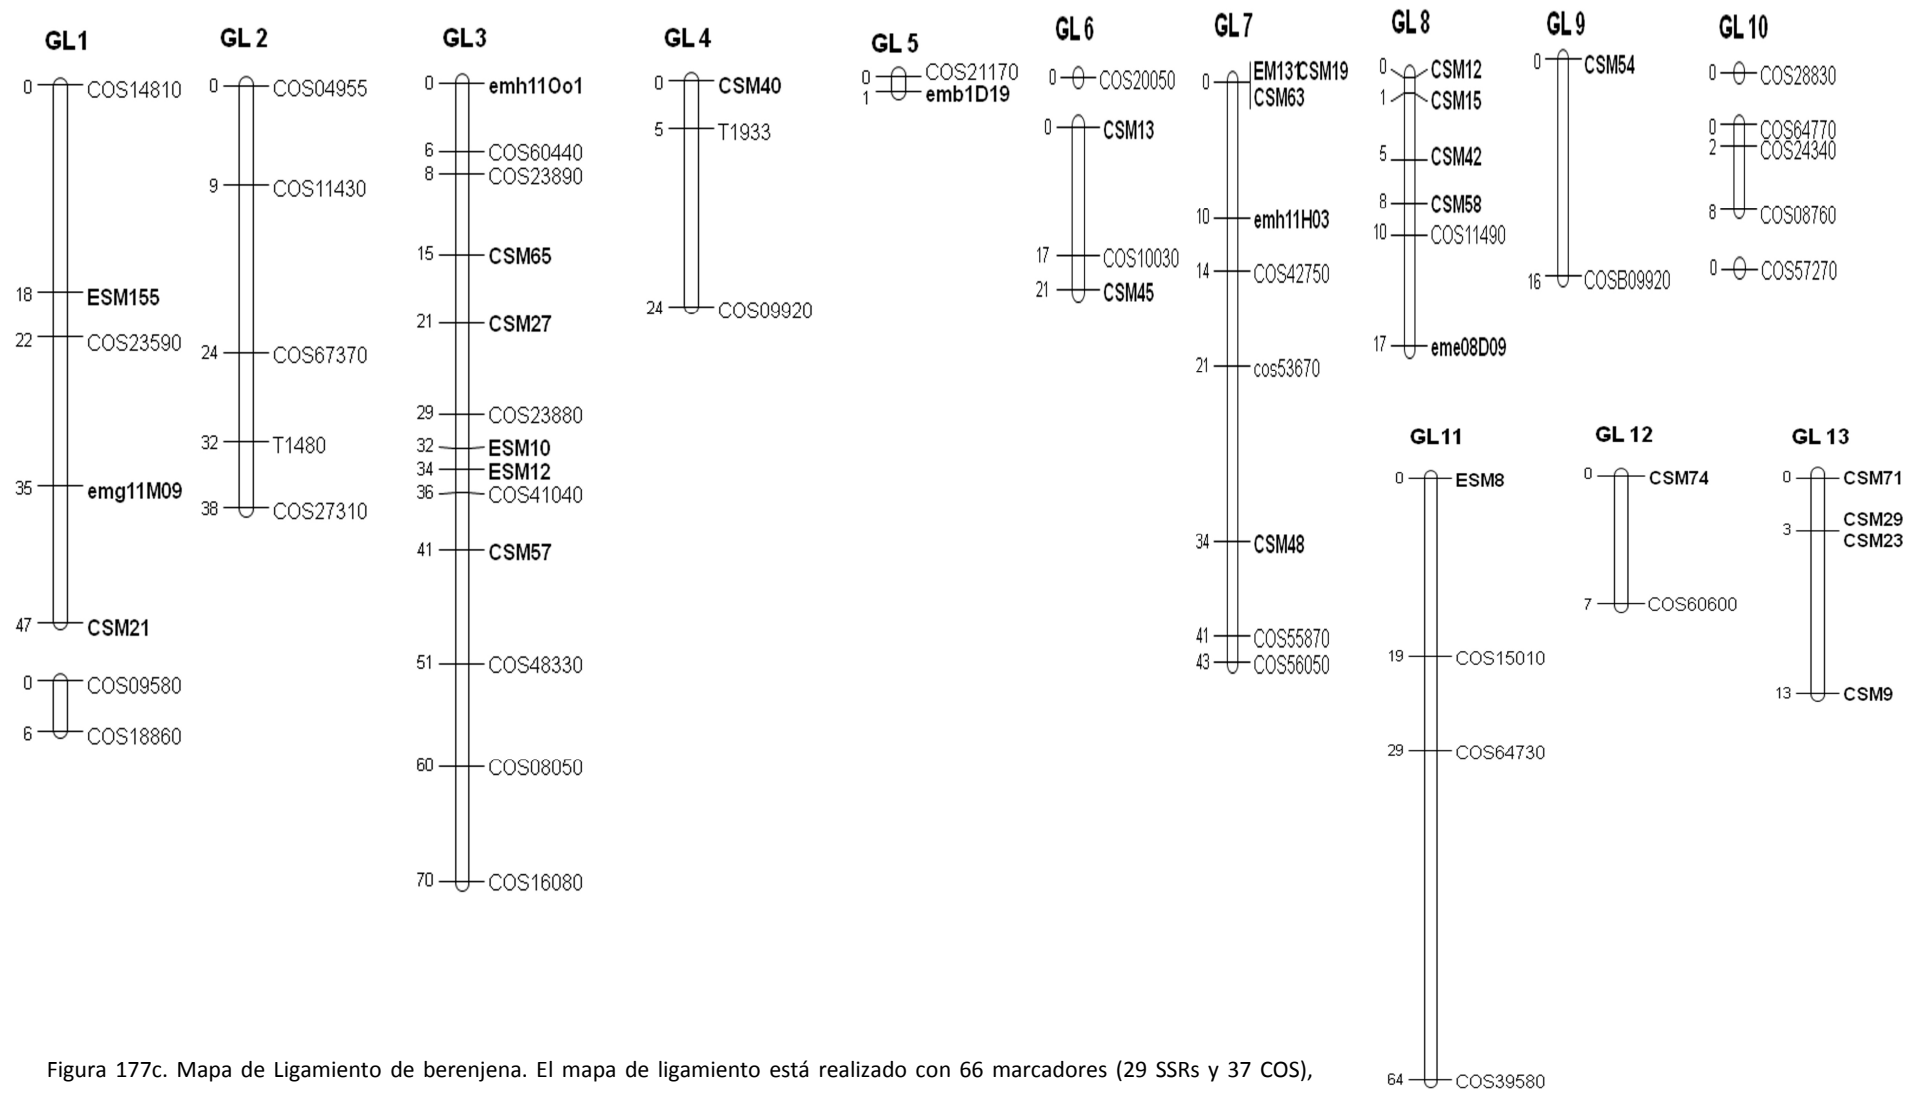 GL1
0 COS14810
18 ESM155
22 COS23590
35 emg11M09
47 CSM21
0 COS09580
6 COS18860
GL 2
0 COS04955
9 COS11430
24 COS67370
32 T1480
38 COS27310
GL3
0 emh11Oo1
6 COS60440
8 COS23890
15 CSM65
21 CSM27
29 COS23880
32 ESM10
34 ESM12
36 COS41040
41 CSM57
51 COS48330
60 COS08050
70 COS16080
GL 4
0 CSM40
5 T1933
24 COS09920
GL 5
0 COS21170
1 emb1D19
GL 6
0 COS20050
0 CSM13
17 COS10030
21 CSM45
GL 7
EM131CSM19
0
CSM63
10 emh11H03
14 COS42750
21 cos53670
34 CSM48
41 COS55870
43 COS56050
GL 8
0 CSM12
1 CSM15
5 CSM42
8 CSM58
10 COS11490
17 eme08D09
GL 9
0 CSM54
16 COSB09920
GL 10
0 COS28830
0 COS64770
2 COS24340
8 COS08760
0 COS57270
GL11
0 ESM8
19 COS15010
29 COS64730
64 COS39580
GL 12
0 CSM74
7 COS60600
GL 13
0 CSM71
CSM29
3
CSM23
13 CSM9
Figura 177c. Mapa de Ligamiento de berenjena. El mapa de ligamiento está realizado con 66 marcadores (29 SSRs y 37 COS),